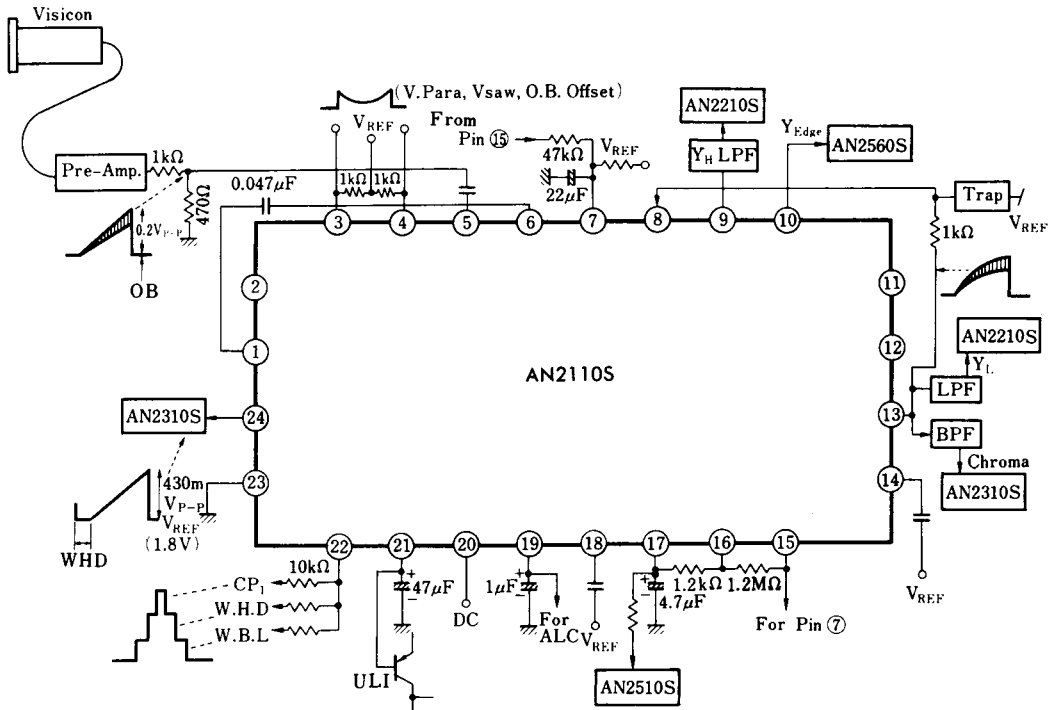 Visicon
Pre-Amp.
1kΩ
470Ω
0.2V_P-P
OB
0.047μF
(V.Para, Vsaw, O.B. Offset)
V_REF
1kΩ 1kΩ
From
Pin ⑮
47kΩ
22μF
V_REF
AN2210S
Y_H LPF
Y_Edge
AN2560S
Trap
V_REF
1kΩ
3 4 5 6 7 8 9 10
2
1
24
23
11
12
13
14
AN2110S
AN2210S
Y_L
LPF
BPF
Chroma
AN2310S
V_REF
AN2310S
430m
V_P-P
V_REF
(1.8V)
WHD
22 21 20 19 18 17 16 15
10kΩ
CP₁
W.H.D
W.B.L
+
47μF
−
ULI
DC
1μF
+
−
For
ALC
V_REF
+
−
4.7μF
1.2kΩ
1.2MΩ
For Pin ⑦
AN2510S